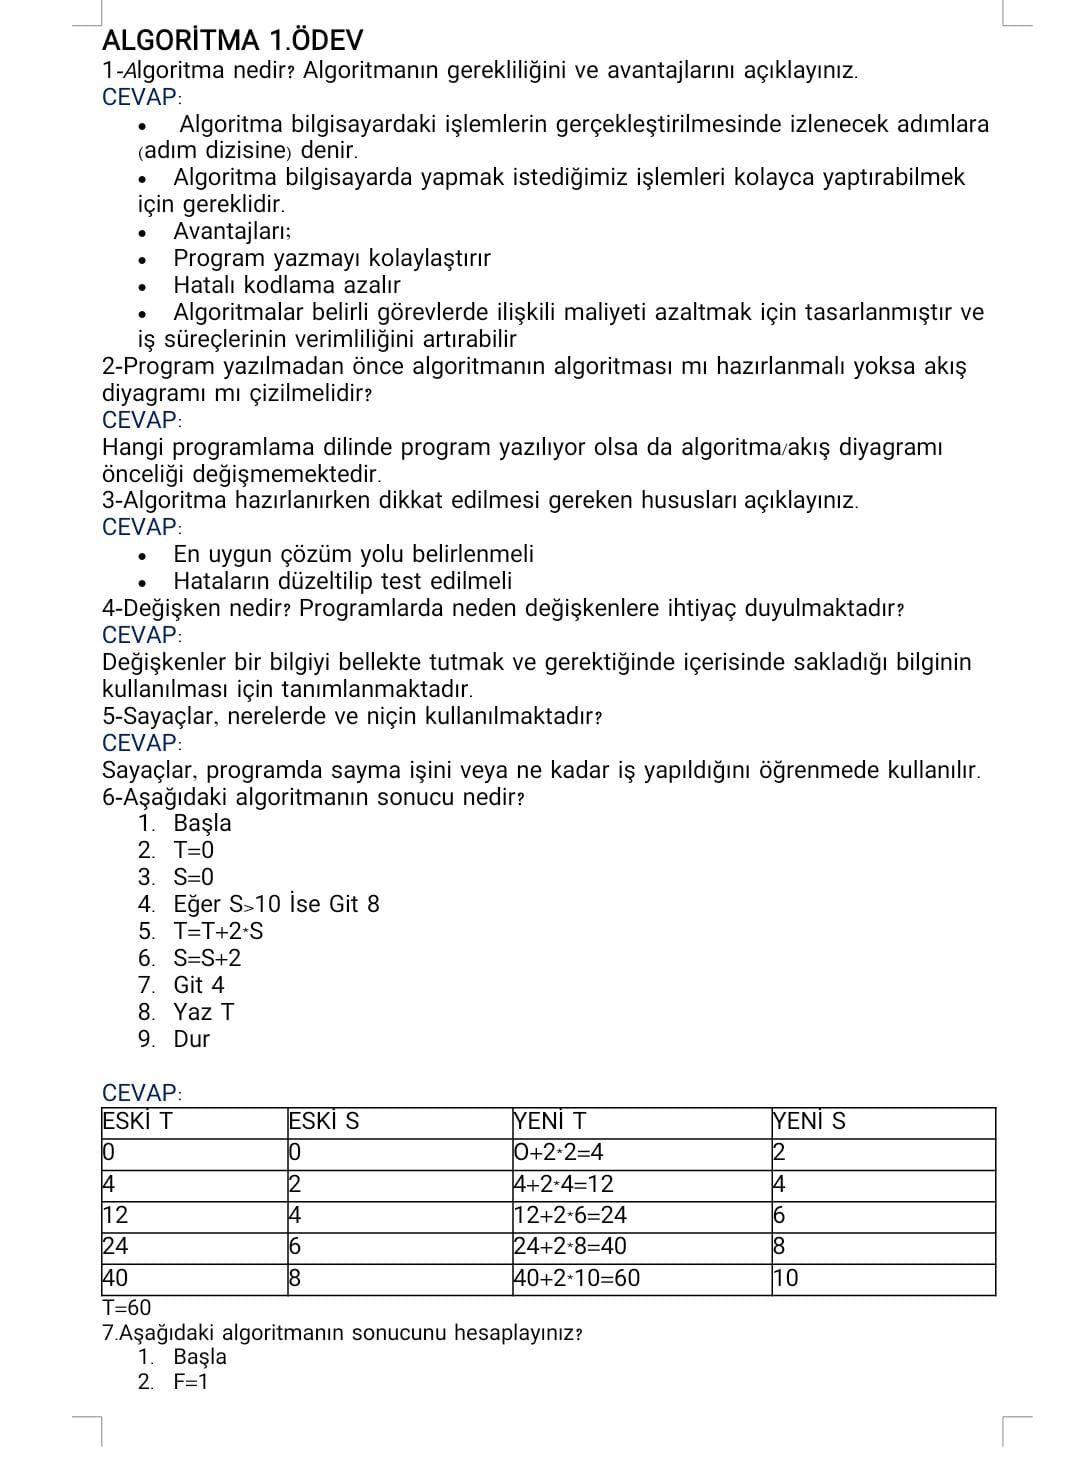 ALGORİTMA 1.ÖDEV
1-Algoritma nedir? Algoritmanın gerekliliğini ve avantajlarını açıklayınız.
CEVAP:
• Algoritma bilgisayardaki işlemlerin gerçekleştirilmesinde izlenecek adımlara
(adım dizisine) denir.
• Algoritma bilgisayarda yapmak istediğimiz işlemleri kolayca yaptırabilmek
için gereklidir.
• Avantajları;
• Program yazmayı kolaylaştırır
• Hatalı kodlama azalır
• Algoritmalar belirli görevlerde ilişkili maliyeti azaltmak için tasarlanmıştır ve
iş süreçlerinin verimliliğini artırabilir
2-Program yazılmadan önce algoritmanın algoritması mı hazırlanmalı yoksa akış
diyagramı mı çizilmelidir?
CEVAP:
Hangi programlama dilinde program yazılıyor olsa da algoritma/akış diyagramı
önceliği değişmemektedir.
3-Algoritma hazırlanırken dikkat edilmesi gereken hususları açıklayınız.
CEVAP:
• En uygun çözüm yolu belirlenmeli
• Hataların düzeltilip test edilmeli
4-Değişken nedir? Programlarda neden değişkenlere ihtiyaç duyulmaktadır?
CEVAP:
Değişkenler bir bilgiyi bellekte tutmak ve gerektiğinde içerisinde sakladığı bilginin
kullanılması için tanımlanmaktadır.
5-Sayaçlar, nerelerde ve niçin kullanılmaktadır?
CEVAP:
Sayaçlar, programda sayma işini veya ne kadar iş yapıldığını öğrenmede kullanılır.
6-Aşağıdaki algoritmanın sonucu nedir?
1. Başla
2. T=0
3. S=0
4. Eğer S>10 İse Git 8
5. T=T+2*S
6. S=S+2
7. Git 4
8. Yaz T
9. Dur
CEVAP:
ESKİ T ESKİ S YENİ T YENİ S
0 0 O+2*2=4 2
4 2 4+2*4=12 4
12 4 12+2*6=24 6
24 6 24+2*8=40 8
40 8 40+2*10=60 10
T=60
7.Aşağıdaki algoritmanın sonucunu hesaplayınız?
1. Başla
2. F=1